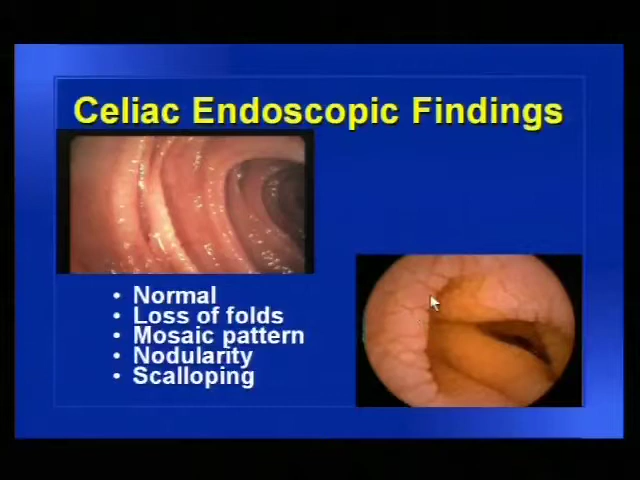 Celiac Endoscopic Findings
• Normal
• Loss of folds
• Mosaic pattern
• Nodularity
• Scalloping